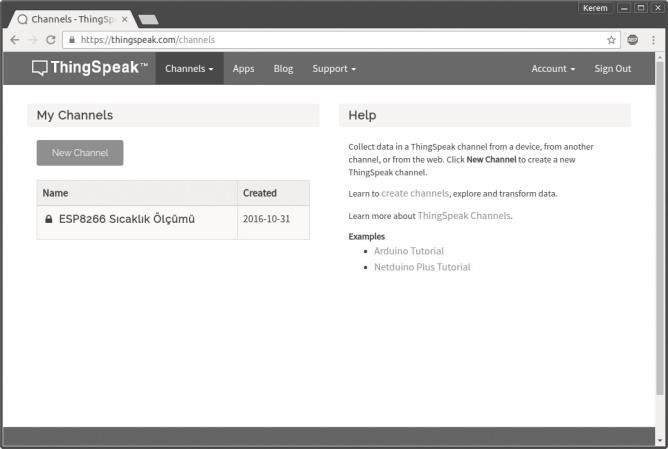 Kerem
Channels - ThingSp
https://thingspeak.com/channels
ABP
ThingSpeak™
Channels
Apps
Blog
Support
Account
Sign Out
My Channels
New Channel
Name
Created
ESP8266 Sıcaklık Ölçümü
2016-10-31
Help
Collect data in a ThingSpeak channel from a device, from another
channel, or from the web. Click New Channel to create a new
ThingSpeak channel.
Learn to create channels, explore and transform data.
Learn more about ThingSpeak Channels.
Examples
Arduino Tutorial
Netduino Plus Tutorial